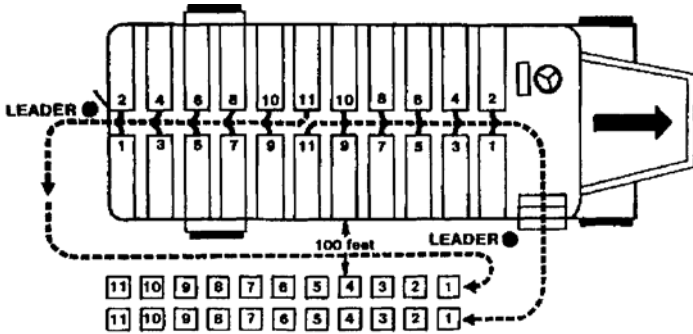 2 4 6 8 10 11 10 8 6 4 2
LEADER
1 3 5 7 9 11 9 7 5 3 1
100 feet
LEADER
11 10 9 8 7 6 5 4 3 2 1
11 10 9 8 7 6 5 4 3 2 1